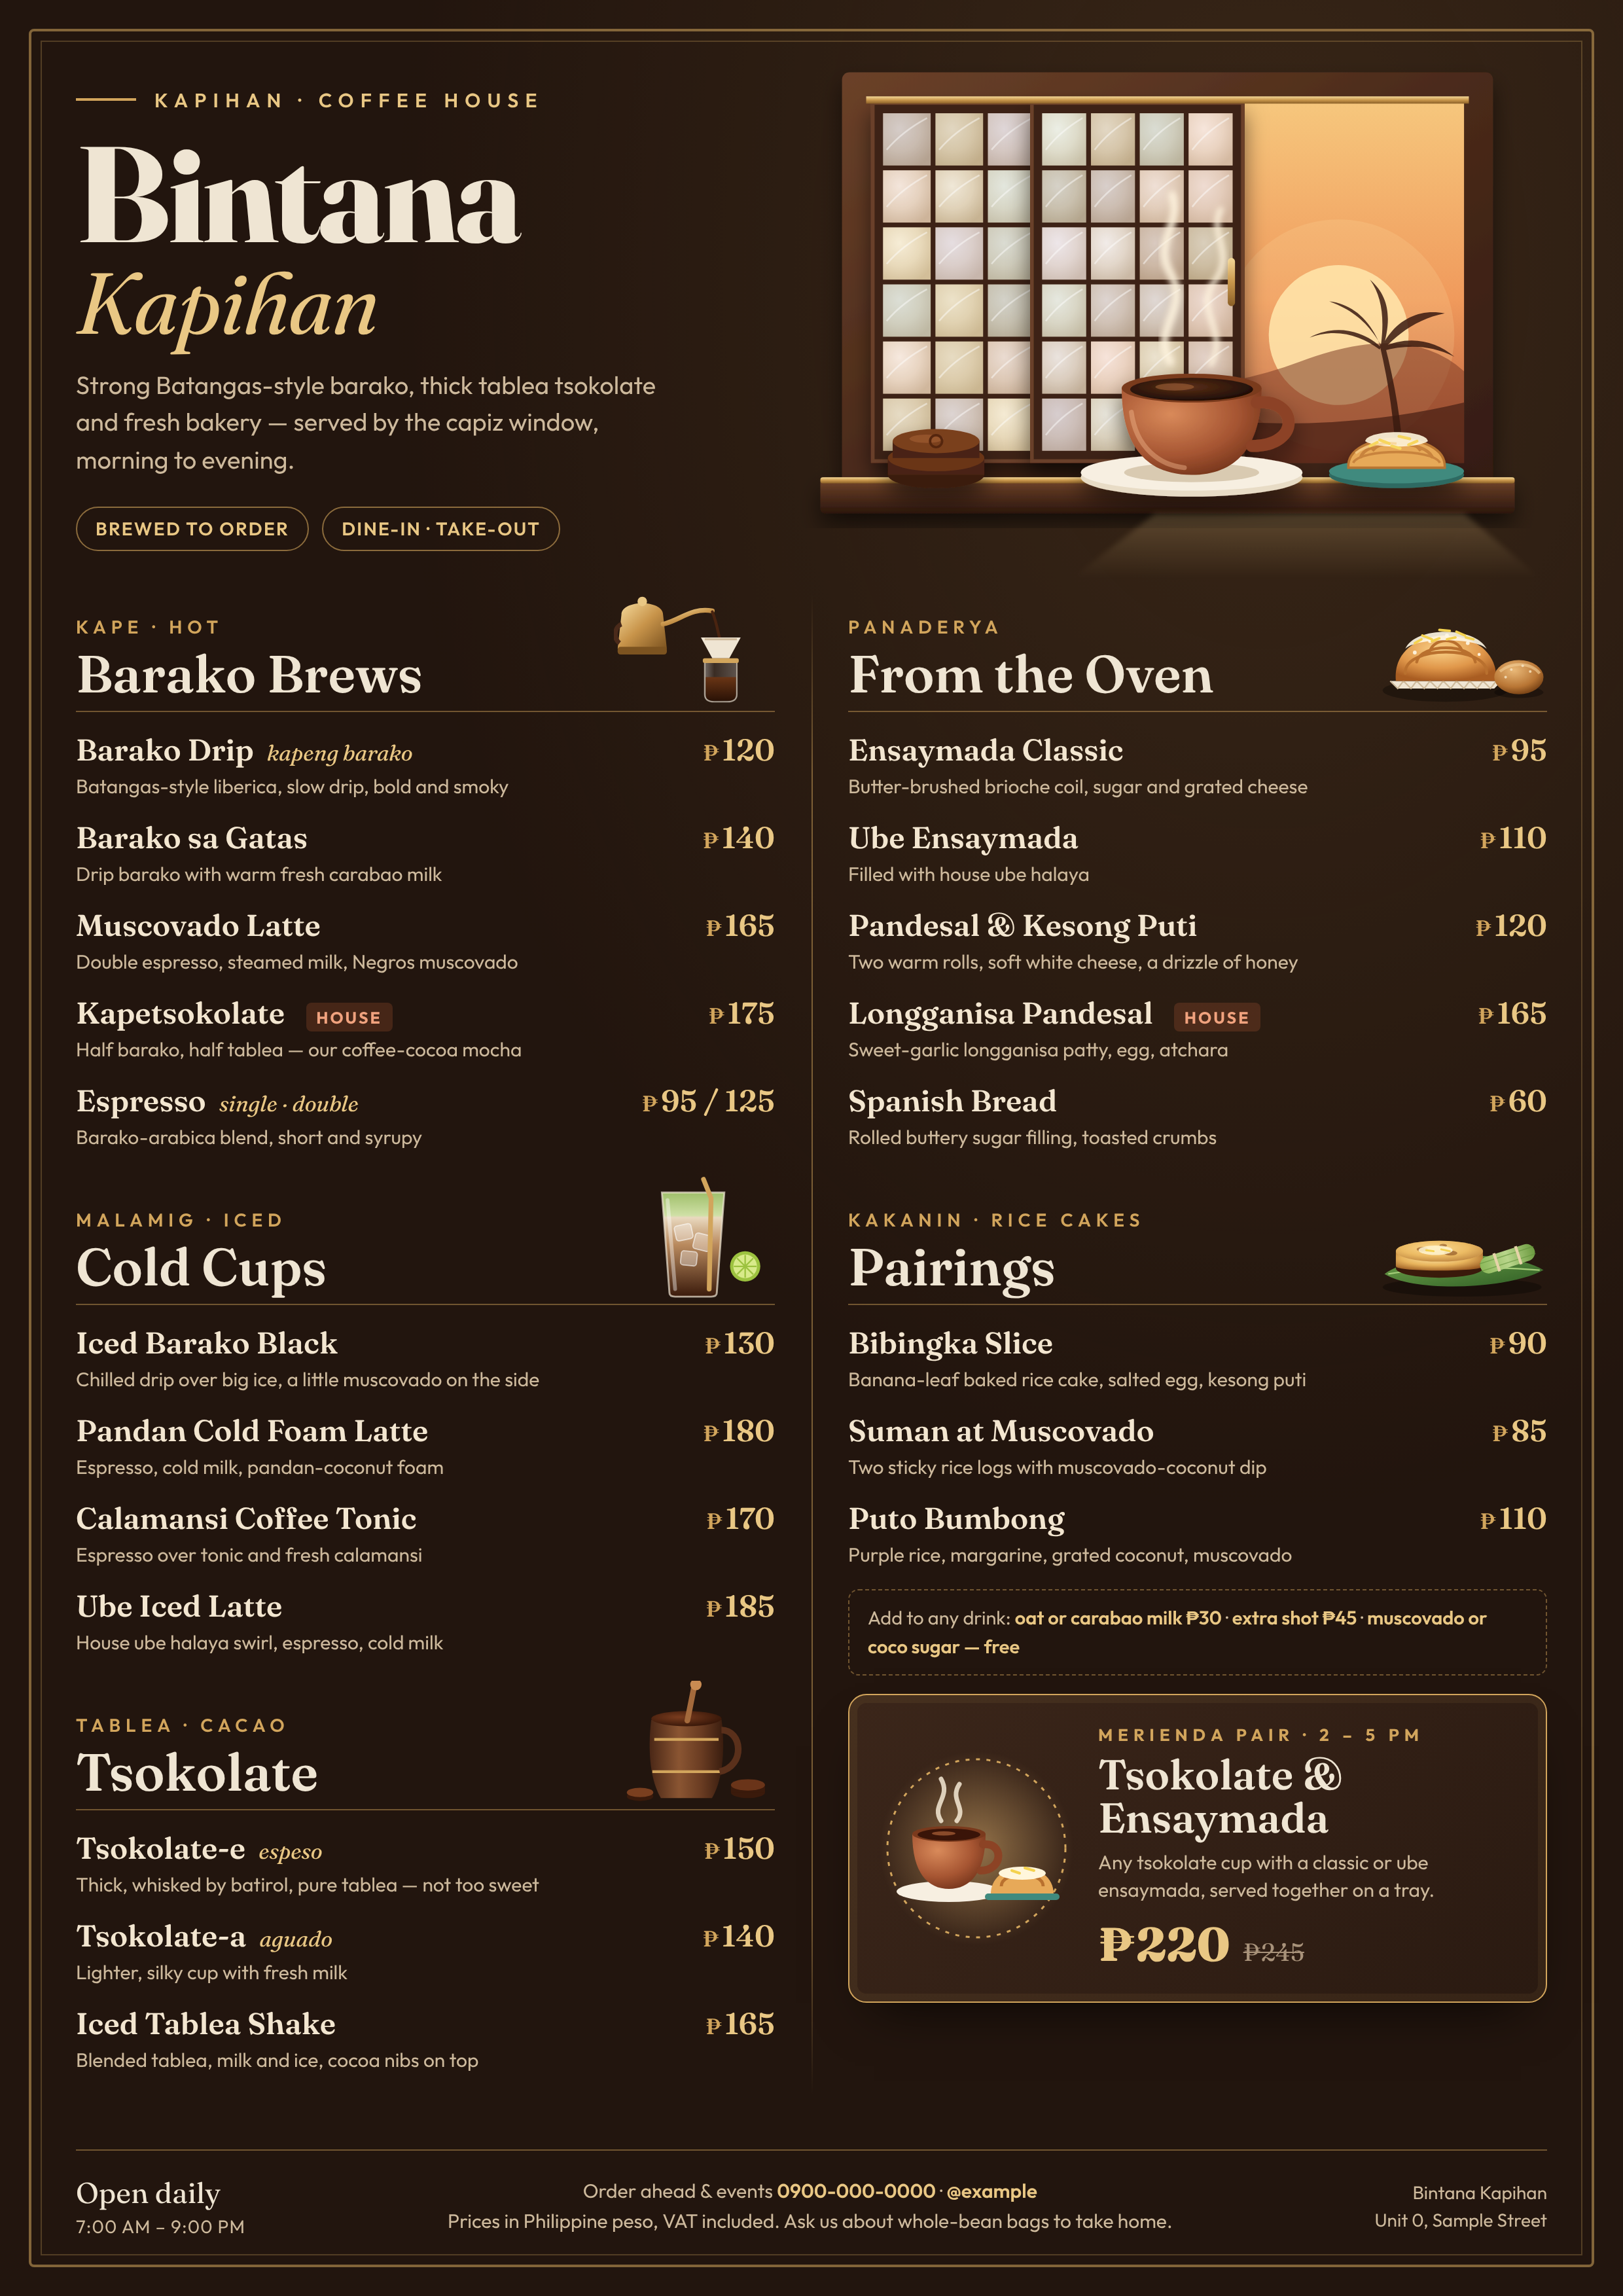 KAPIHAN · COFFEE HOUSE
Bintana
Kapihan
Strong Batangas-style barako, thick tablea tsokolate
and fresh bakery — served by the capiz window,
morning to evening.
BREWED TO ORDER
DINE-IN · TAKE-OUT
KAPE · HOT
Barako Brews
Barako Drip kapeng barako ₱120
Batangas-style liberica, slow drip, bold and smoky
Barako sa Gatas ₱140
Drip barako with warm fresh carabao milk
Muscovado Latte ₱165
Double espresso, steamed milk, Negros muscovado
Kapetsokolate HOUSE ₱175
Half barako, half tablea — our coffee-cocoa mocha
Espresso single · double ₱95 / 125
Barako-arabica blend, short and syrupy
MALAMIG · ICED
Cold Cups
Iced Barako Black ₱130
Chilled drip over big ice, a little muscovado on the side
Pandan Cold Foam Latte ₱180
Espresso, cold milk, pandan-coconut foam
Calamansi Coffee Tonic ₱170
Espresso over tonic and fresh calamansi
Ube Iced Latte ₱185
House ube halaya swirl, espresso, cold milk
TABLEA · CACAO
Tsokolate
Tsokolate-e espeso ₱150
Thick, whisked by batirol, pure tablea — not too sweet
Tsokolate-a aguado ₱140
Lighter, silky cup with fresh milk
Iced Tablea Shake ₱165
Blended tablea, milk and ice, cocoa nibs on top
PANADERYA
From the Oven
Ensaymada Classic ₱95
Butter-brushed brioche coil, sugar and grated cheese
Ube Ensaymada ₱110
Filled with house ube halaya
Pandesal & Kesong Puti ₱120
Two warm rolls, soft white cheese, a drizzle of honey
Longganisa Pandesal HOUSE ₱165
Sweet-garlic longganisa patty, egg, atchara
Spanish Bread ₱60
Rolled buttery sugar filling, toasted crumbs
KAKANIN · RICE CAKES
Pairings
Bibingka Slice ₱90
Banana-leaf baked rice cake, salted egg, kesong puti
Suman at Muscovado ₱85
Two sticky rice logs with muscovado-coconut dip
Puto Bumbong ₱110
Purple rice, margarine, grated coconut, muscovado
Add to any drink: oat or carabao milk ₱30 · extra shot ₱45 · muscovado or
coco sugar — free
MERIENDA PAIR · 2 – 5 PM
Tsokolate &
Ensaymada
Any tsokolate cup with a classic or ube
ensaymada, served together on a tray.
₱220 ₱245
Open daily
7:00 AM – 9:00 PM
Order ahead & events 0900-000-0000 · @example
Prices in Philippine peso, VAT included. Ask us about whole-bean bags to take home.
Bintana Kapihan
Unit 0, Sample Street